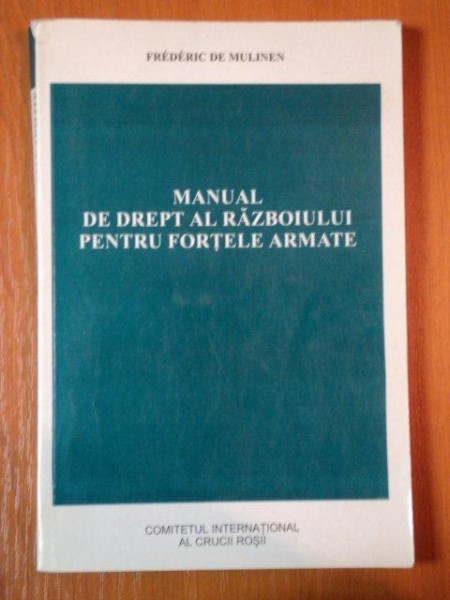 FRÉDÉRIC DE MULINEN
MANUAL
DE DREPT AL RĂZBOIULUI
PENTRU FORȚELE ARMATE
COMITETUL INTERNAȚIONAL
AL CRUCII ROȘII